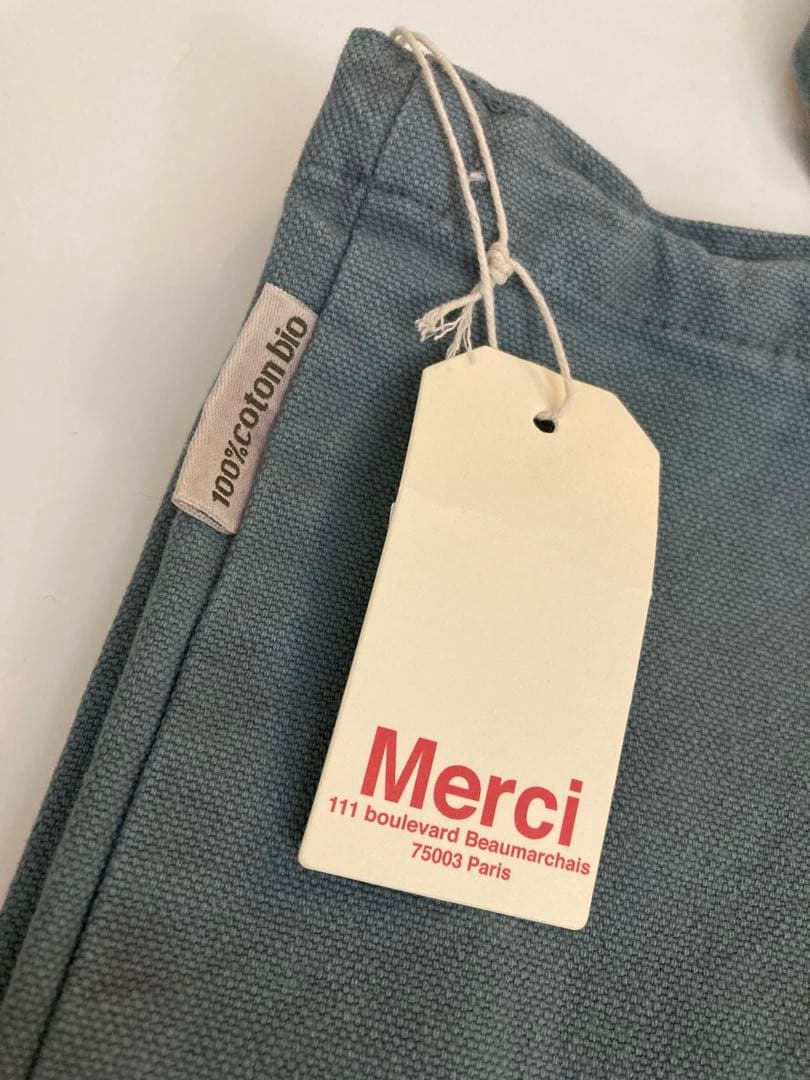 100%coton bio
Merci
111 boulevard Beaumarchais
75003 Paris